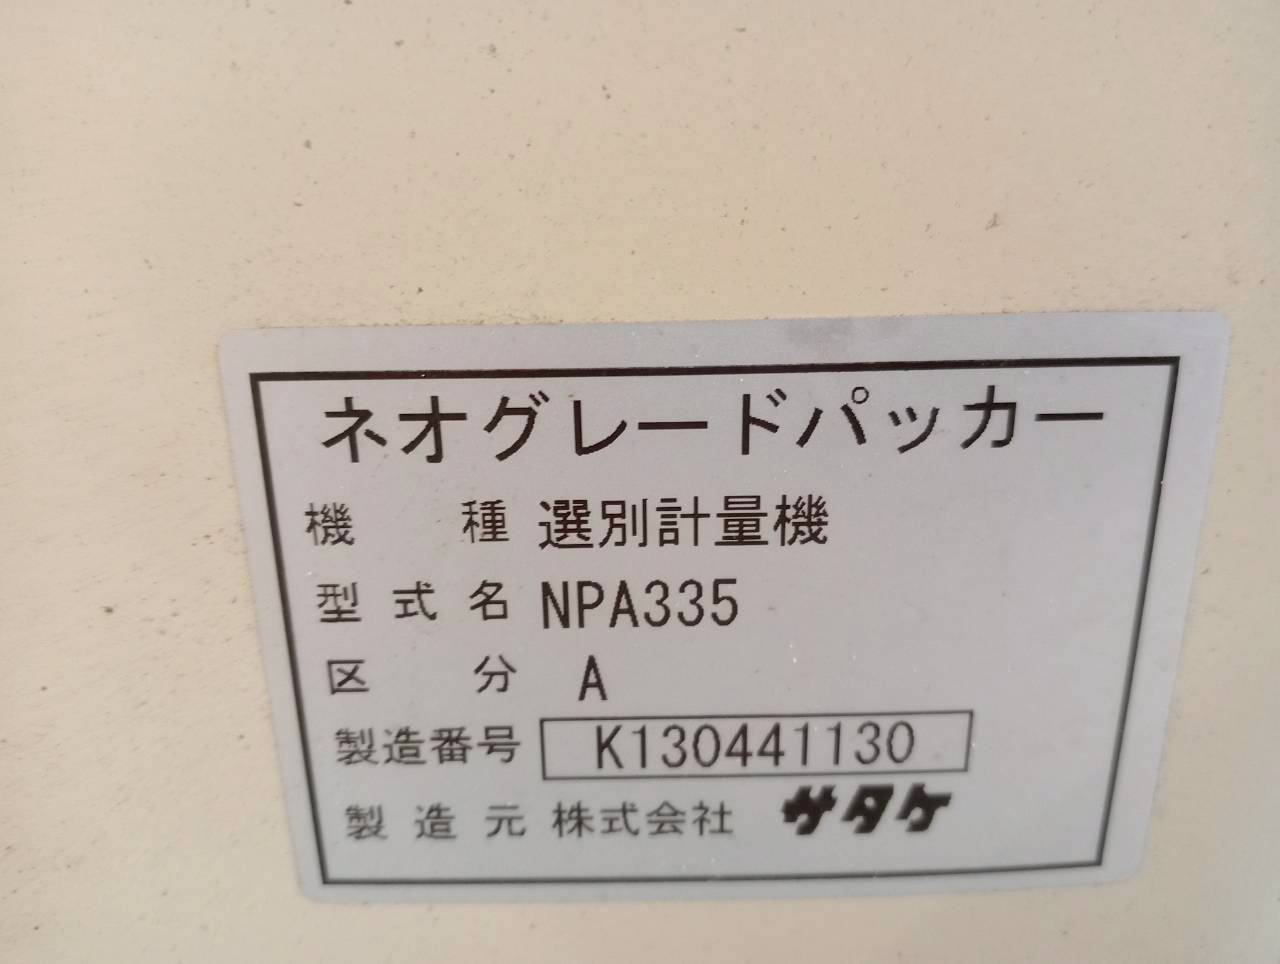 ネオグレードパッカー
機種 選別計量機
型式名 NPA335
区分 A
製造番号 K130441130
製造元 株式会社 サタケ